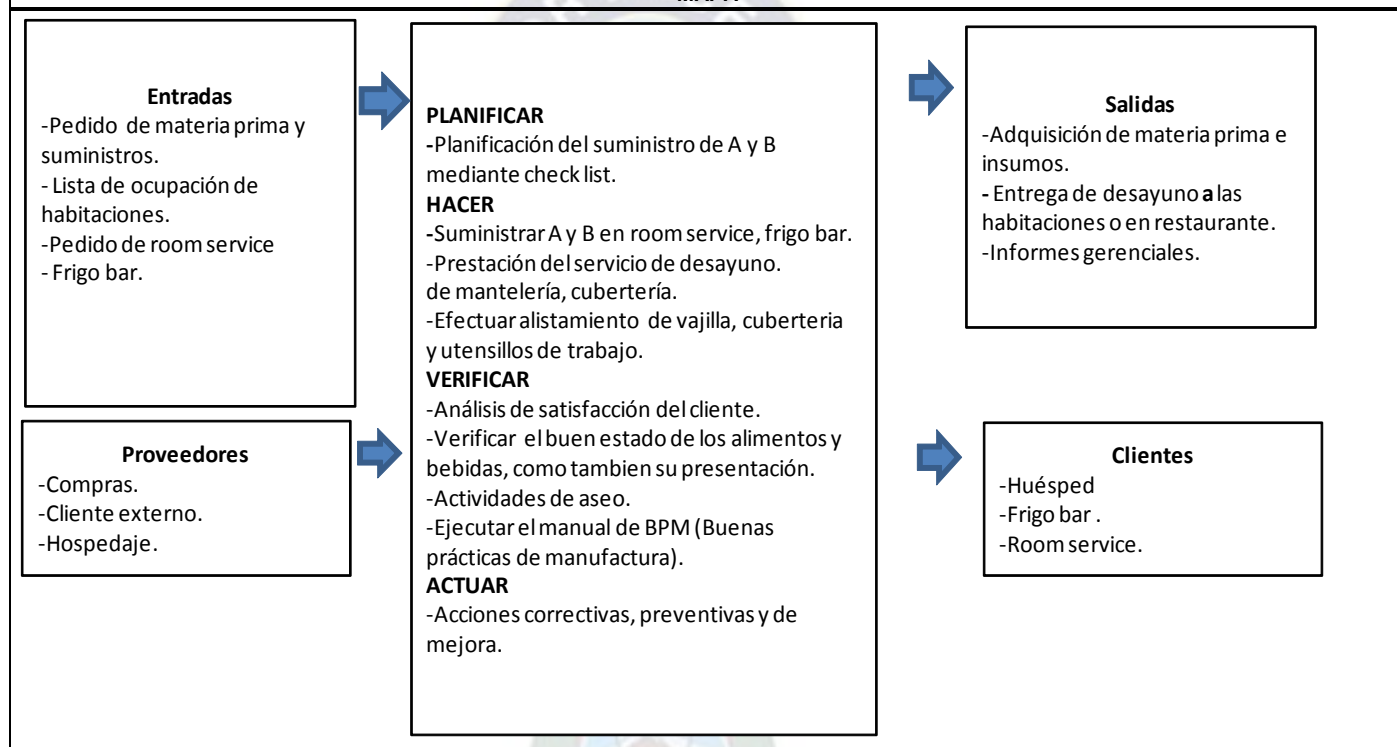 Entradas
-Pedido de materia prima y
suministros.
- Lista de ocupación de
habitaciones.
-Pedido de room service
- Frigo bar.
Proveedores
-Compras.
-Cliente externo.
-Hospedaje.
PLANIFICAR
-Planificación del suministro de A y B
mediante check list.
HACER
-Suministrar A y B en room service, frigo bar.
-Prestación del servicio de desayuno.
de mantelería, cubertería.
-Efectuar alistamiento de vajilla, cuberteria
y utensillos de trabajo.
VERIFICAR
-Análisis de satisfacción del cliente.
-Verificar el buen estado de los alimentos y
bebidas, como tambien su presentación.
-Actividades de aseo.
-Ejecutar el manual de BPM (Buenas
prácticas de manufactura).
ACTUAR
-Acciones correctivas, preventivas y de
mejora.
Salidas
-Adquisición de materia prima e
insumos.
- Entrega de desayuno a las
habitaciones o en restaurante.
-Informes gerenciales.
Clientes
-Huésped
-Frigo bar .
-Room service.